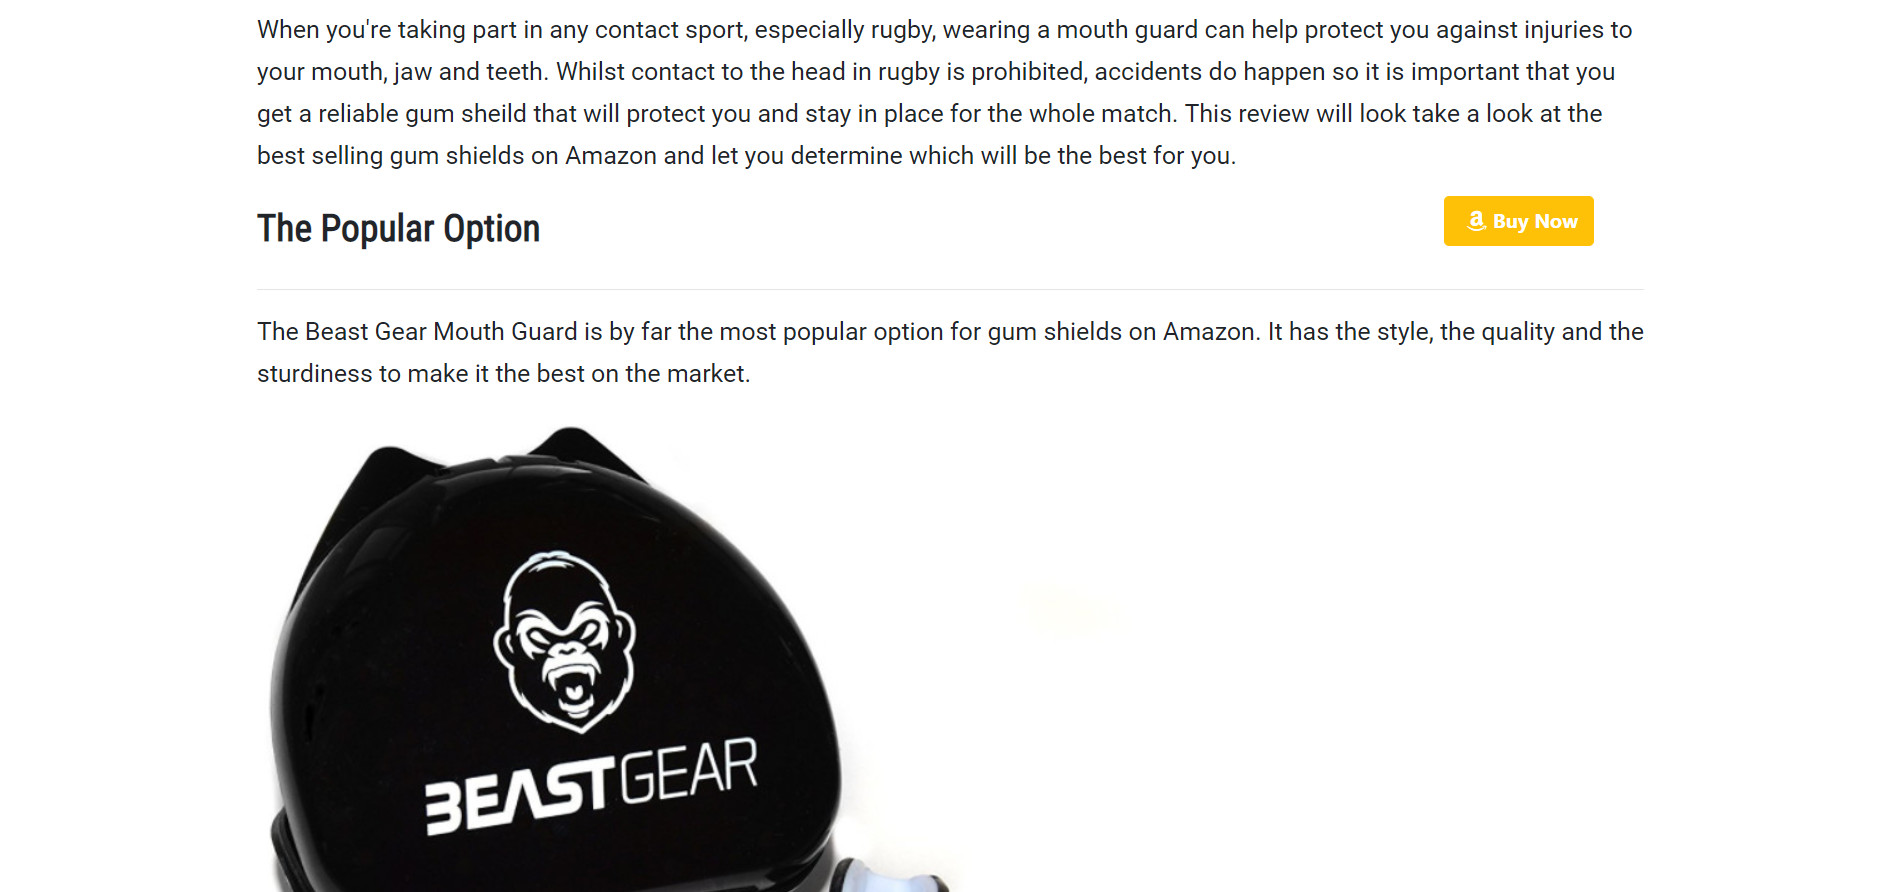 When you're taking part in any contact sport, especially rugby, wearing a mouth guard can help protect you against injuries to
your mouth, jaw and teeth. Whilst contact to the head in rugby is prohibited, accidents do happen so it is important that you
get a reliable gum sheild that will protect you and stay in place for the whole match. This review will look take a look at the
best selling gum shields on Amazon and let you determine which will be the best for you.
The Popular Option
Buy Now
The Beast Gear Mouth Guard is by far the most popular option for gum shields on Amazon. It has the style, the quality and the
sturdiness to make it the best on the market.
BEASTGEAR